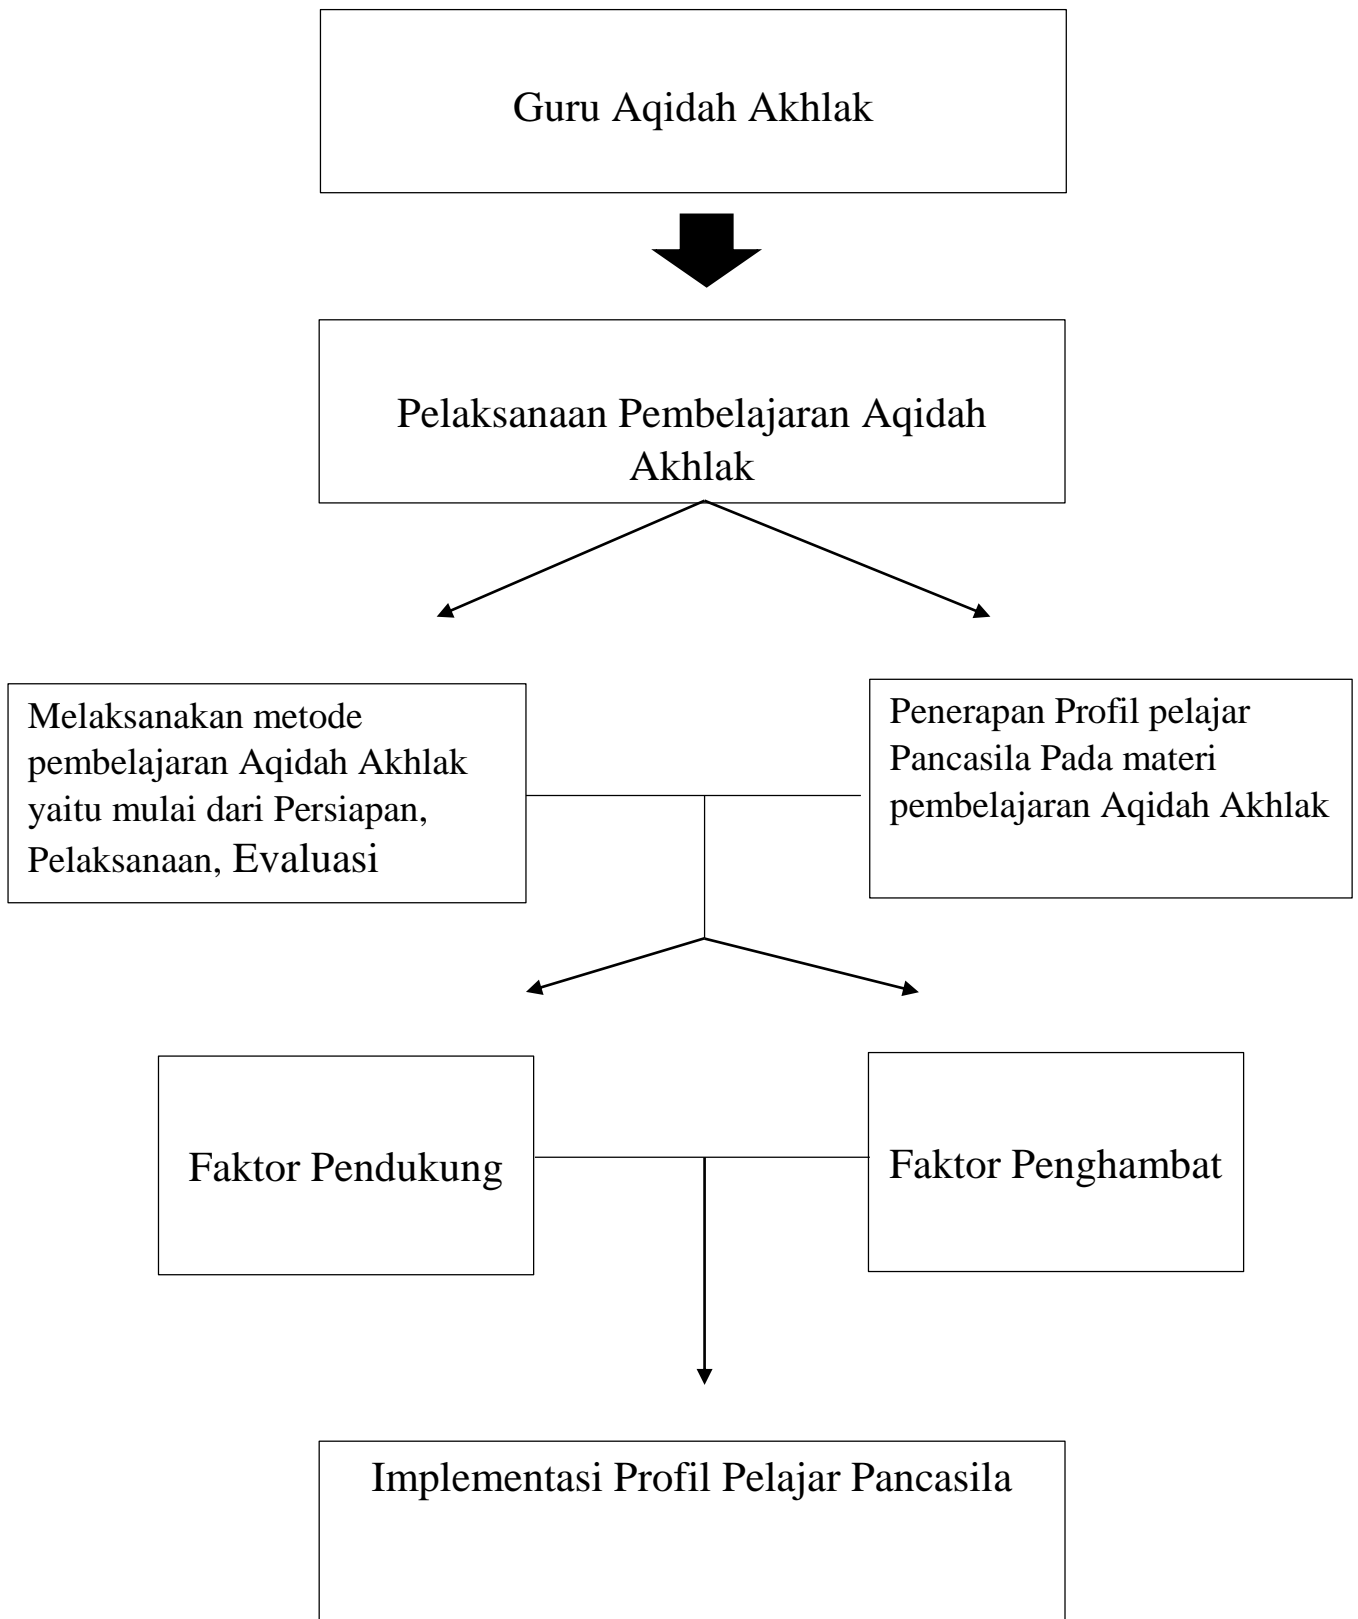 Guru Aqidah Akhlak
Pelaksanaan Pembelajaran Aqidah
Akhlak
Melaksanakan metode
pembelajaran Aqidah Akhlak
yaitu mulai dari Persiapan,
Pelaksanaan, Evaluasi
Penerapan Profil pelajar
Pancasila Pada materi
pembelajaran Aqidah Akhlak
Faktor Pendukung
Faktor Penghambat
Implementasi Profil Pelajar Pancasila